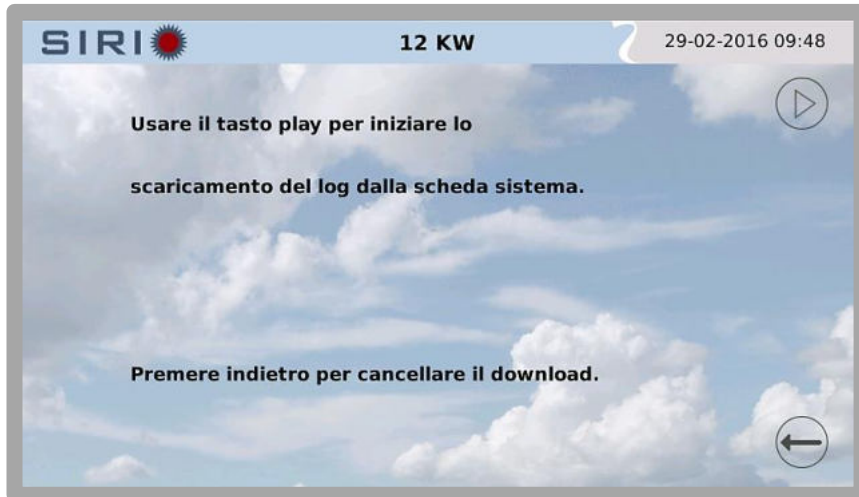 SIRIO
12 KW
29-02-2016 09:48
Usare il tasto play per iniziare lo
scaricamento del log dalla scheda sistema.
Premere indietro per cancellare il download.